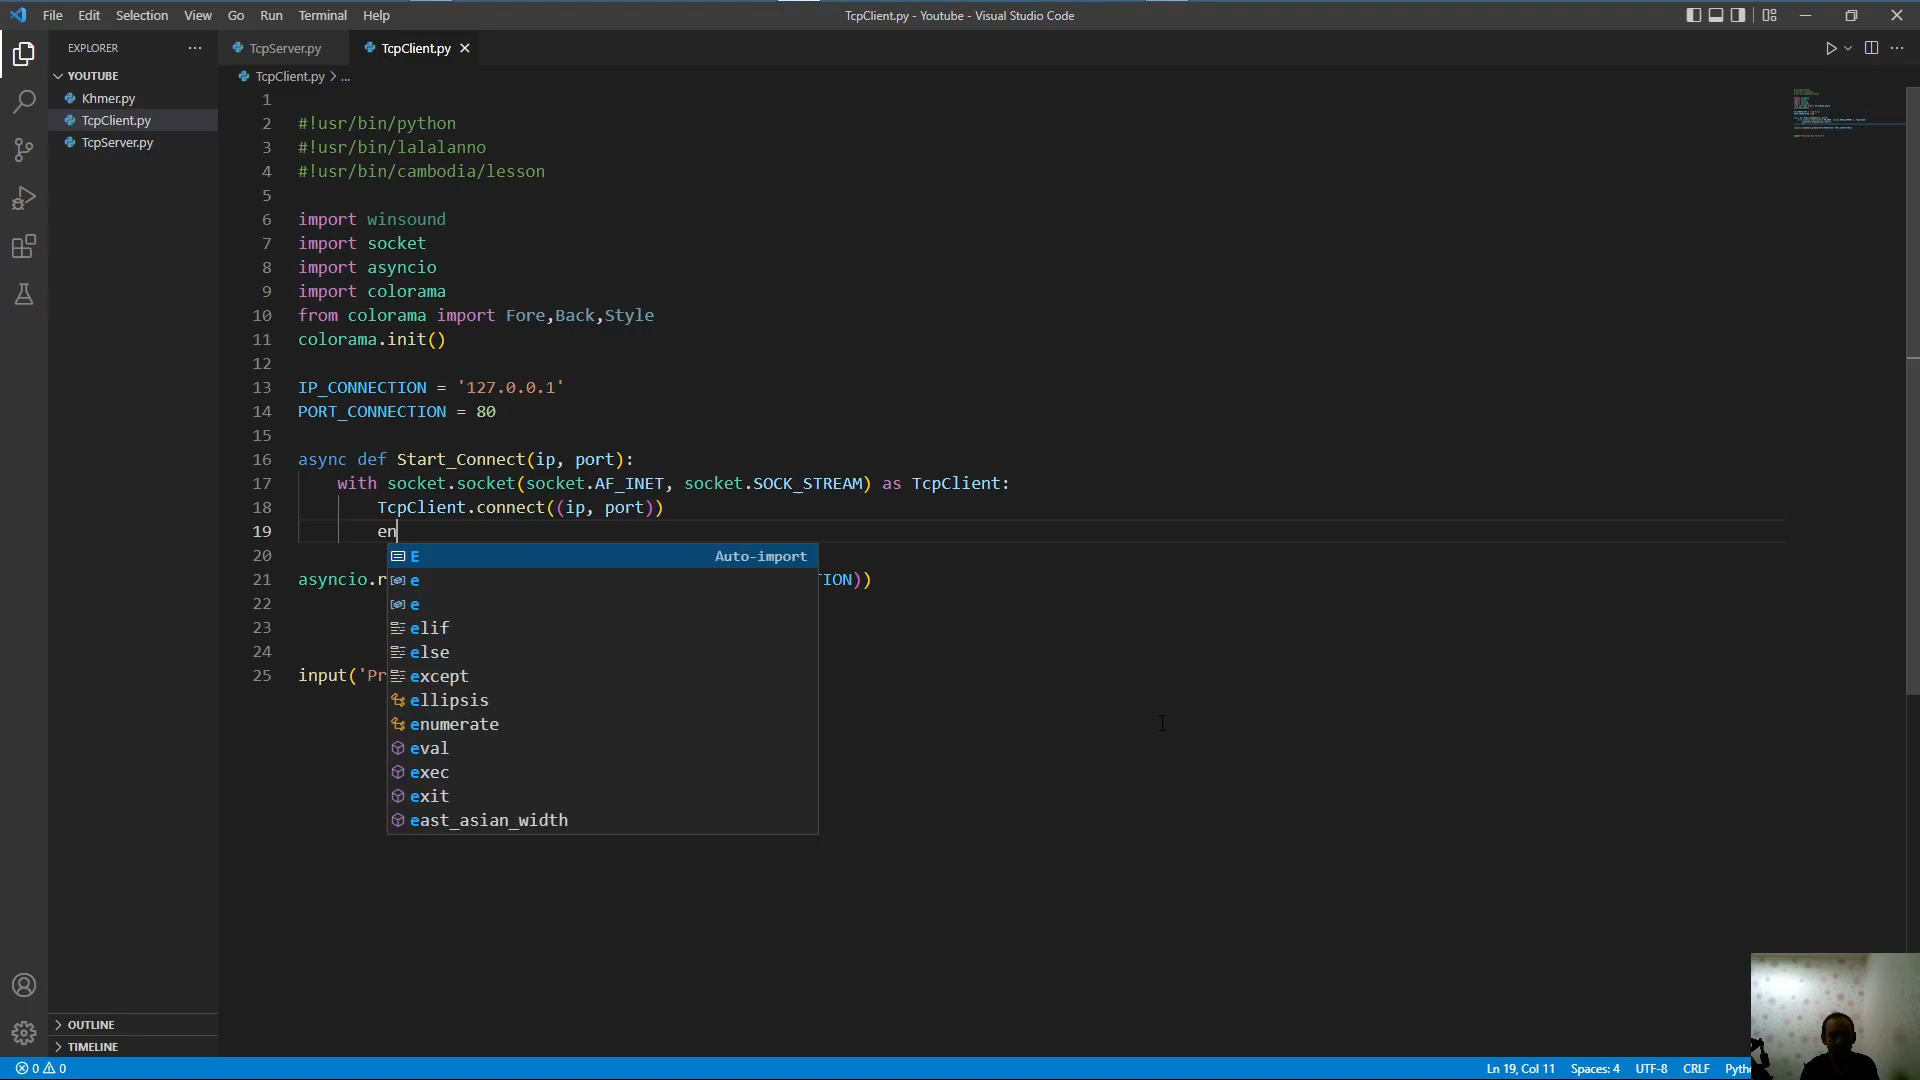 File Edit Selection View Go Run Terminal Help
TcpClient.py - Youtube - Visual Studio Code
EXPLORER
TcpServer.py
TcpClient.py
YOUTUBE
TcpClient.py > ...
Khmer.py
TcpClient.py
TcpServer.py
1
2 #!usr/bin/python
3 #!usr/bin/lalalanno
4 #!usr/bin/cambodia/lesson
5
6 import winsound
7 import socket
8 import asyncio
9 import colorama
10 from colorama import Fore,Back,Style
11 colorama.init()
12
13 IP_CONNECTION = '127.0.0.1'
14 PORT_CONNECTION = 80
15
16 async def Start_Connect(ip, port):
17 with socket.socket(socket.AF_INET, socket.SOCK_STREAM) as TcpClient:
18 TcpClient.connect((ip, port))
19 en
20 E Auto-import
21 asyncio.r e TION))
22 e
23 elif
24 else
25 input('Pr except
ellipsis
enumerate
eval
exec
exit
east_asian_width
OUTLINE
TIMELINE
0 0
Ln 19, Col 11 Spaces: 4 UTF-8 CRLF Pytho